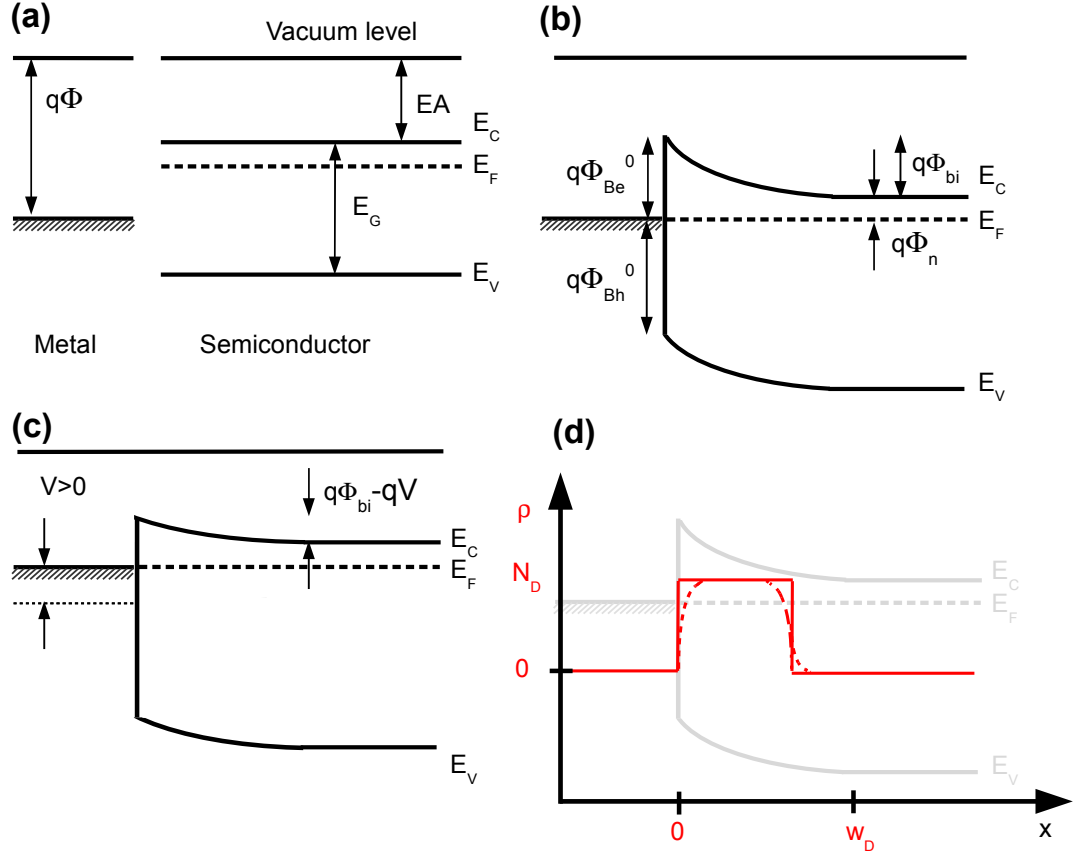 (a)
Vacuum level
qΦ
EA
E_C
E_F
E_G
E_V
Metal
Semiconductor
(b)
qΦ_Be^0
qΦ_bi
E_C
E_F
qΦ_n
qΦ_Bh^0
E_V
(c)
V>0
qΦ_bi-qV
E_C
E_F
E_V
(d)
ρ
N_D
E_C
E_F
0
E_V
0
w_D
x